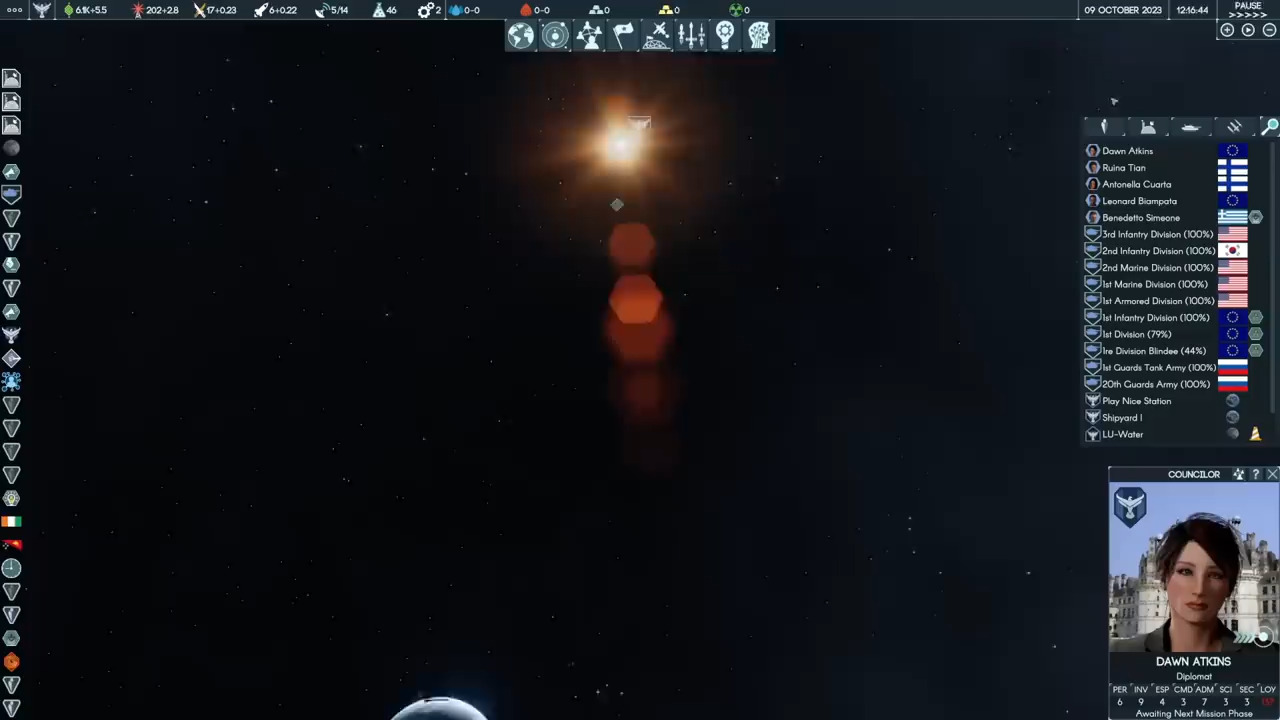 6.1K+5.5 202+2.8 17+0.23 6+0.22 5/14 46 2 0-0 0-0 0 0 0 09 OCTOBER 2023 12:16:44 PAUSE
>>>>>
Dawn Atkins
Ruina Tian
Antonella Cuarta
Leonard Biampata
Benedetto Simeone
3rd Infantry Division (100%)
2nd Infantry Division (100%)
2nd Marine Division (100%)
1st Marine Division (100%)
1st Armored Division (100%)
1st Infantry Division (100%)
1st Division (79%)
1re Division Blindee (44%)
1st Guards Tank Army (100%)
20th Guards Army (100%)
Play Nice Station
Shipyard I
LU-Water
COUNCILOR ?
DAWN ATKINS
Diplomat
PER INV ESP CMD ADM SCI SEC LOY
6 9 4 3 7 3 3
Awaiting Next Mission Phase